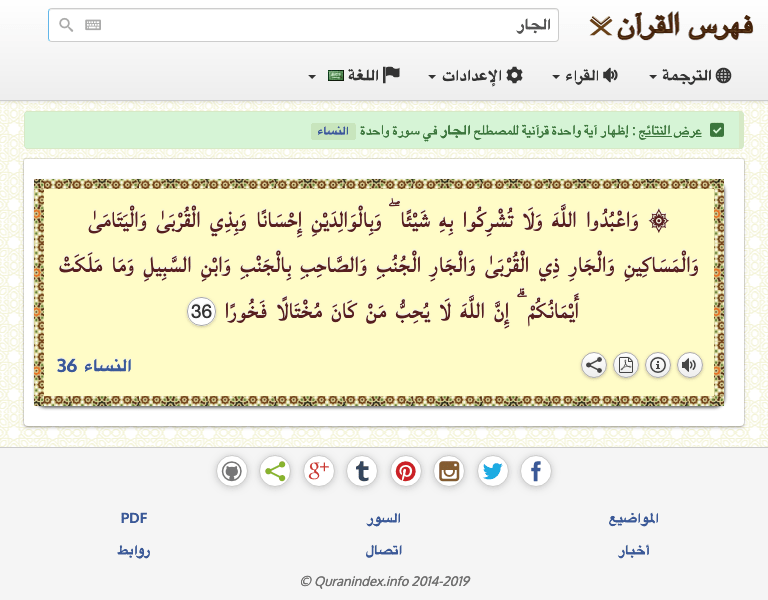 فهرس القرآن
الجار
الترجمة القراء الإعدادات اللغة
عرض النتائج : إظهار آية واحدة قرآنية للمصطلح الجار في سورة واحدة النساء
۞ وَاعْبُدُوا اللَّهَ وَلَا تُشْرِكُوا بِهِ شَيْئًا ۖ وَبِالْوَالِدَيْنِ إِحْسَانًا وَبِذِي الْقُرْبَىٰ وَالْيَتَامَىٰ
وَالْمَسَاكِينِ وَالْجَارِ ذِي الْقُرْبَىٰ وَالْجَارِ الْجُنُبِ وَالصَّاحِبِ بِالْجَنْبِ وَابْنِ السَّبِيلِ وَمَا مَلَكَتْ
أَيْمَانُكُمْ ۗ إِنَّ اللَّهَ لَا يُحِبُّ مَنْ كَانَ مُخْتَالًا فَخُورًا 36
النساء 36
المواضيع السور PDF
أخبار اتصال روابط
© Quranindex.info 2014-2019